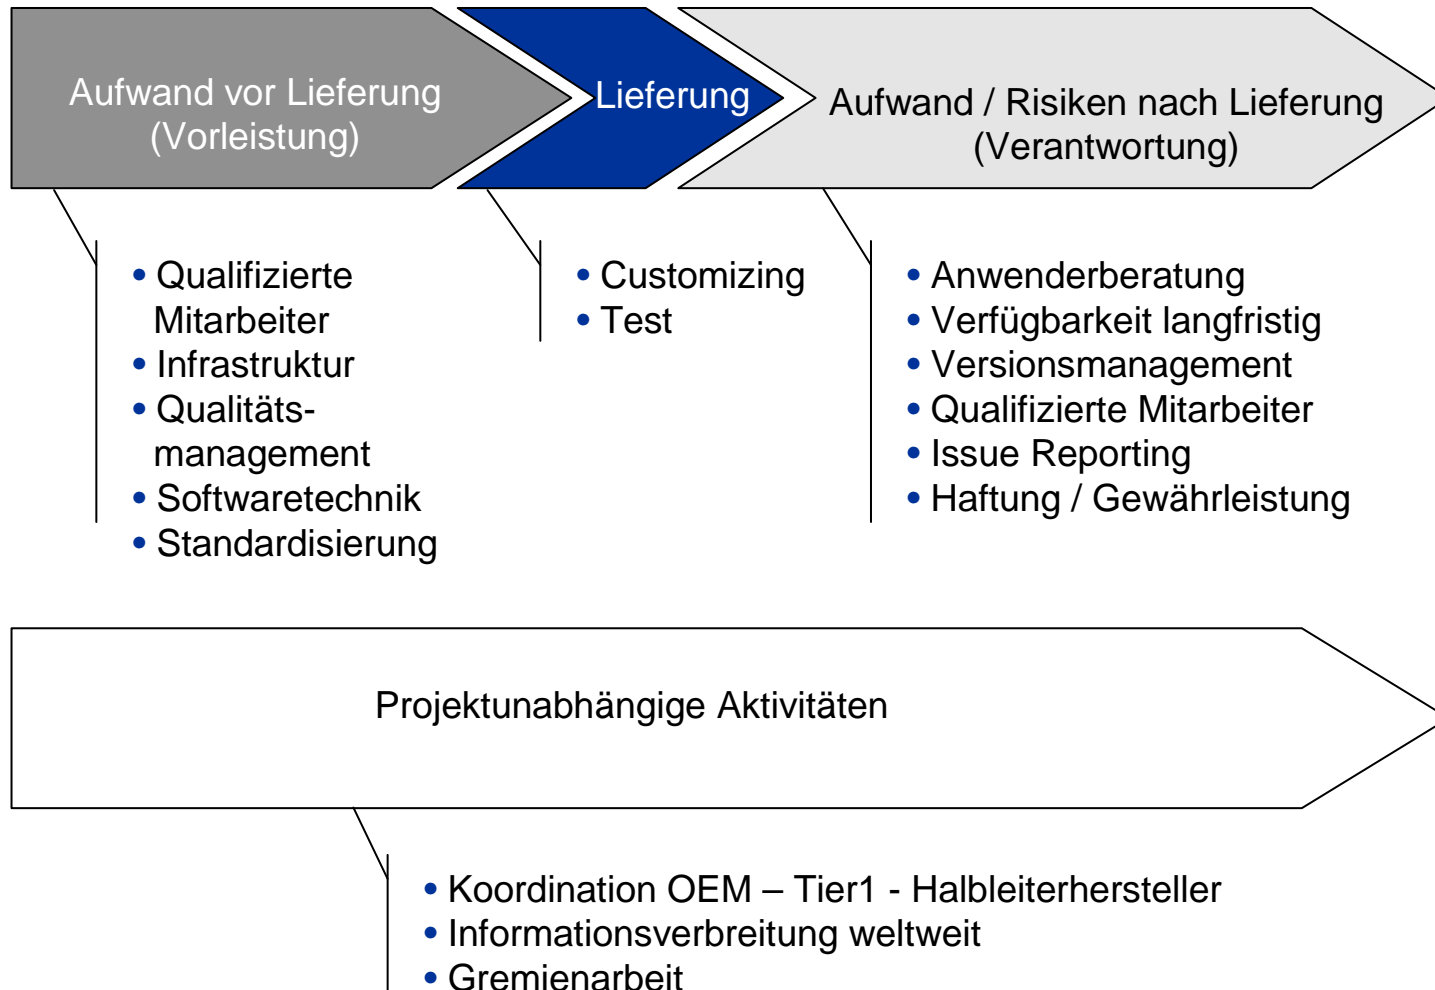 Aufwand vor Lieferung
(Vorleistung)
Lieferung
Aufwand / Risiken nach Lieferung
(Verantwortung)
• Qualifizierte
Mitarbeiter
• Infrastruktur
• Qualitäts-
management
• Softwaretechnik
• Standardisierung
• Customizing
• Test
• Anwenderberatung
• Verfügbarkeit langfristig
• Versionsmanagement
• Qualifizierte Mitarbeiter
• Issue Reporting
• Haftung / Gewährleistung
Projektunabhängige Aktivitäten
• Koordination OEM – Tier1 - Halbleiterhersteller
• Informationsverbreitung weltweit
• Gremienarbeit